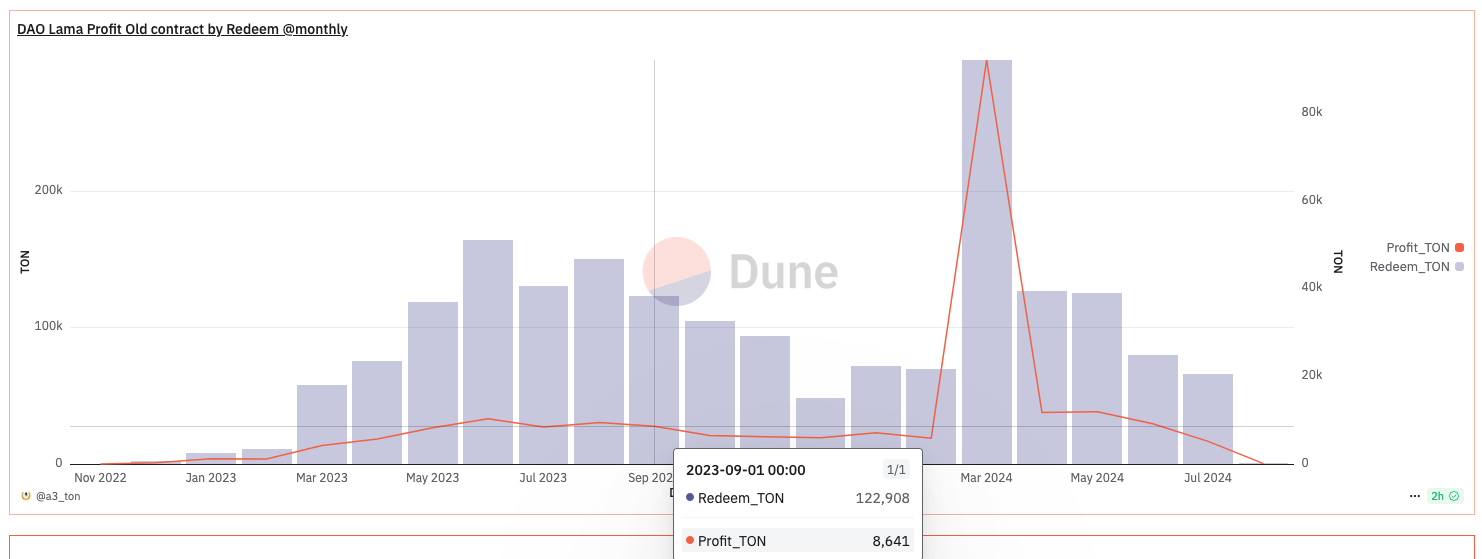 DAO Lama Profit Old contract by Redeem @monthly
80k
200k
60k
Profit_TON
TON
Dune
TON
Redeem_TON
40k
100k
20k
0
0
Nov 2022 Jan 2023 Mar 2023 May 2023 Jul 2023 Sep 202 Mar 2024 May 2024 Jul 2024
2023-09-01 00:00 1/1
@a3_ton
Redeem_TON 122,908
··· 2h
Profit_TON 8,641